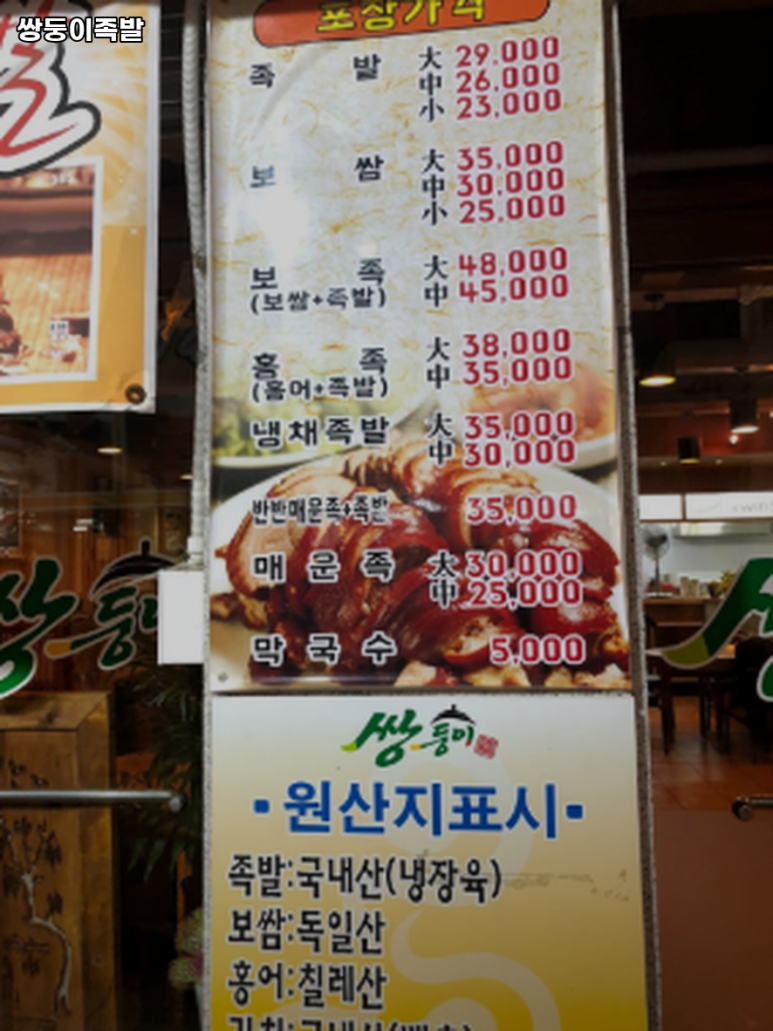 쌍둥이족발
포장가격
족 발 大 29.000
中 26.000
小 23,000
보 쌈 大 35,000
中 30.000
小 25.000
보 족 大 48,000
(보쌈+족발) 中 45.000
홍 족 大 38,000
(홍어+족발) 中 35,000
냉채족발 大 35,000
中 30,000
반반매운족+족발 35,000
매 운 족 大 30,000
中 25,000
막 국 수 5,000
쌍둥이
쌍둥이
·원산지표시·
족발:국내산(냉장육)
보쌈:독일산
홍어:칠레산